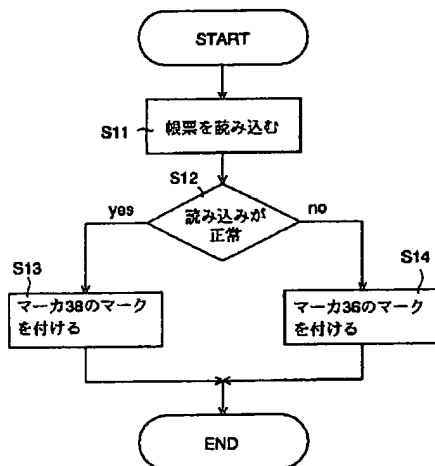 START
S11
帳票を読み込む
S12
yes
no
読み込みが
正常
S13
S14
マーカ38のマーク
を付ける
マーカ36のマーク
を付ける
END